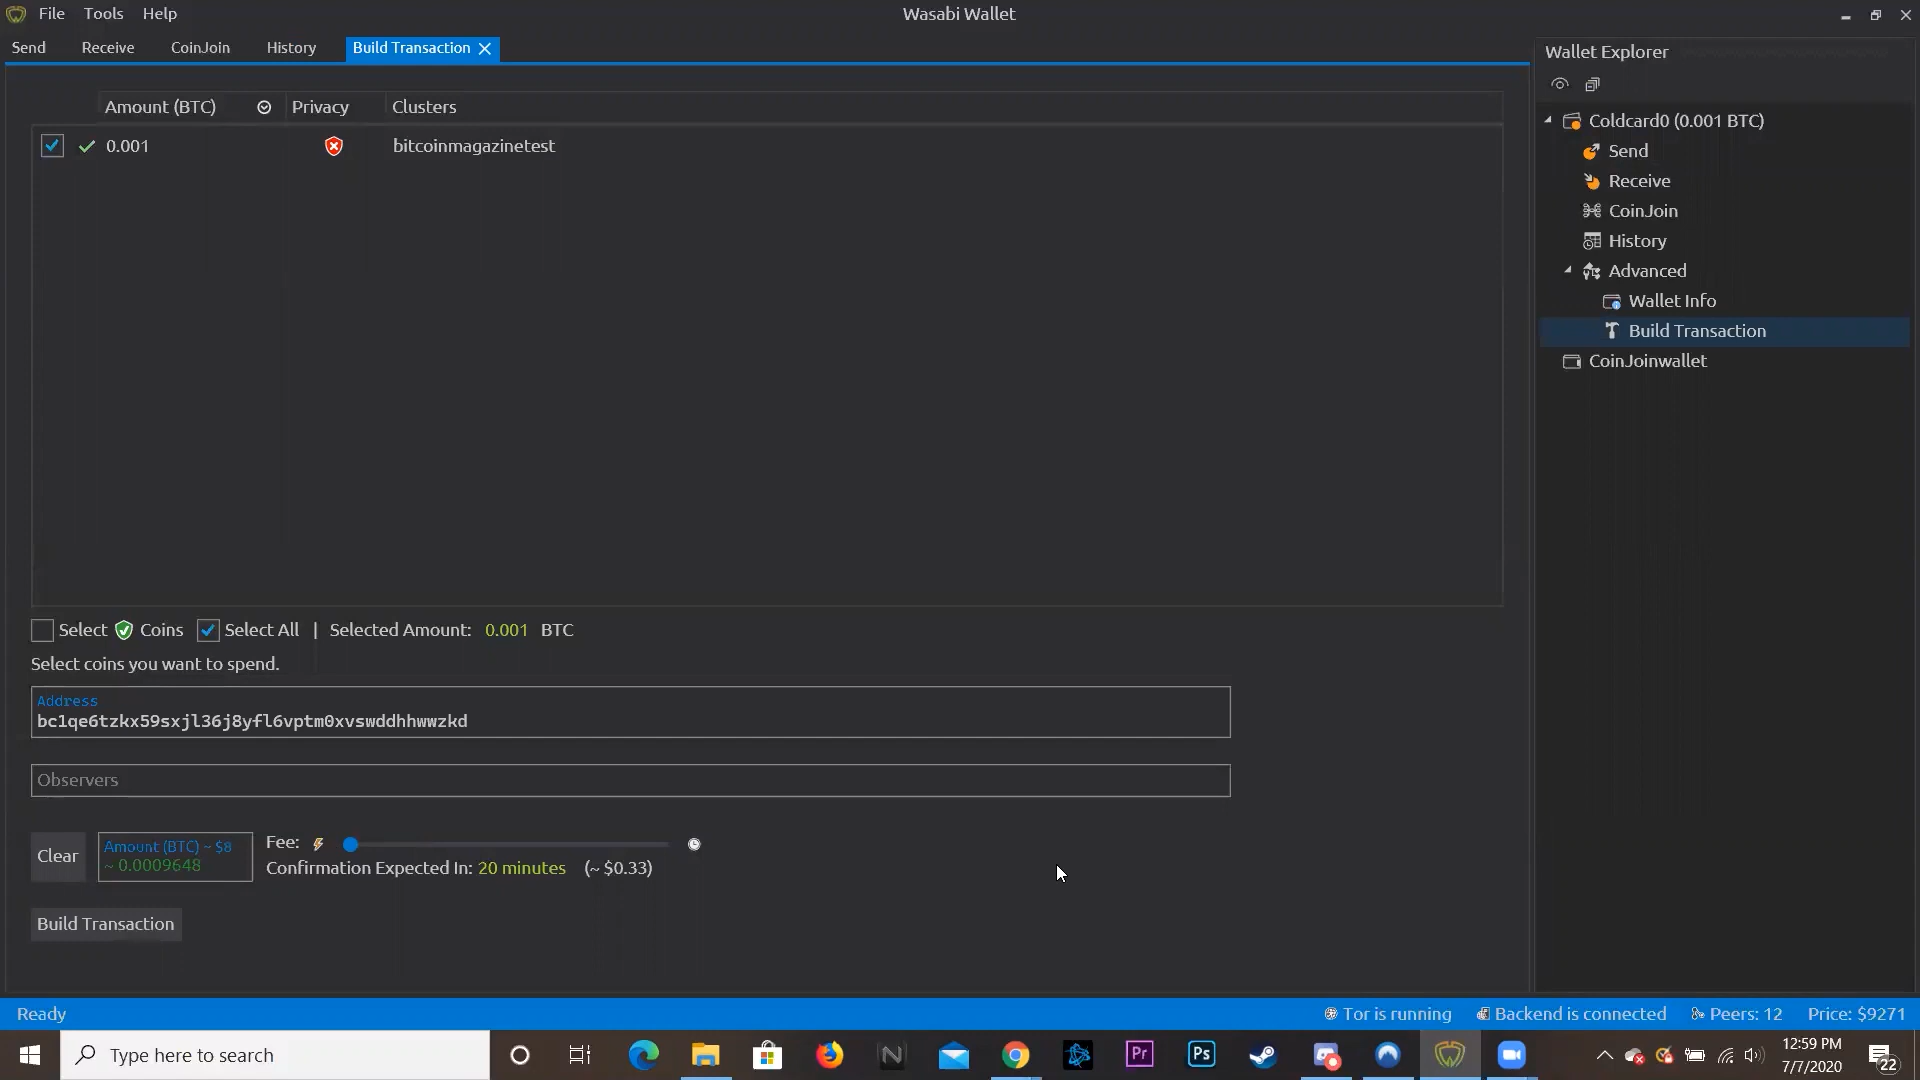 File Tools Help
Wasabi Wallet
Send Receive CoinJoin History Build Transaction
Wallet Explorer
Amount (BTC) Privacy Clusters
0.001 bitcoinmagazinetest
Coldcard0 (0.001 BTC)
Send
Receive
CoinJoin
History
Advanced
Wallet Info
Build Transaction
CoinJoinwallet
Select Coins Select All | Selected Amount: 0.001 BTC
Select coins you want to spend.
Address
bc1qe6tzkx59sxjl36j8yfl6vptm0xvswddhhwwzkd
Observers
Clear
Amount (BTC) ~ $8
~ 0.0009648
Fee:
Confirmation Expected In: 20 minutes (~ $0.33)
Build Transaction
Ready Tor is running Backend is connected Peers: 12 Price: $9271
Type here to search
N Pr Ps
12:59 PM
7/7/2020
22